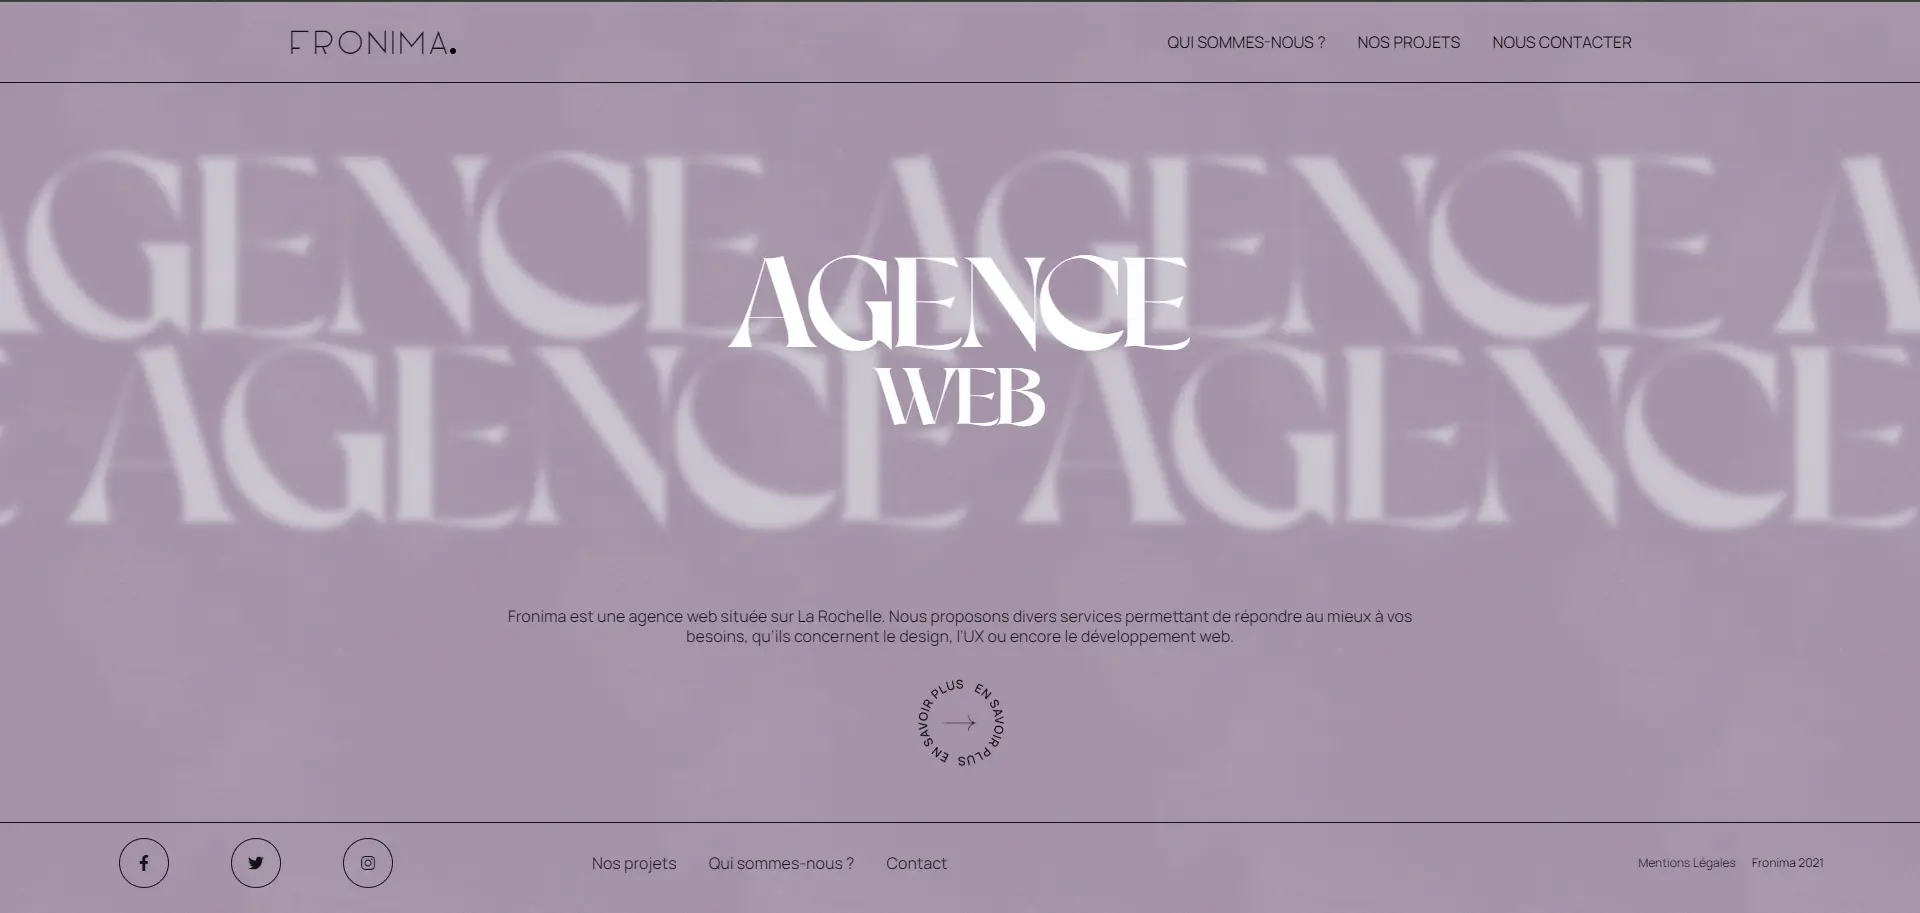 FRONIMA.
QUI SOMMES-NOUS ? NOS PROJETS NOUS CONTACTER
AGENCE AGENCE A
AGENCE
WEB
E AGENCE AGENCE
Fronima est une agence web située sur La Rochelle. Nous proposons divers services permettant de répondre au mieux à vos
besoins, qu'ils concernent le design, l'UX ou encore le développement web.
EN SAVOIR PLUS EN SAVOIR PLUS
Nos projets Qui sommes-nous ? Contact
Mentions Légales Fronima 2021